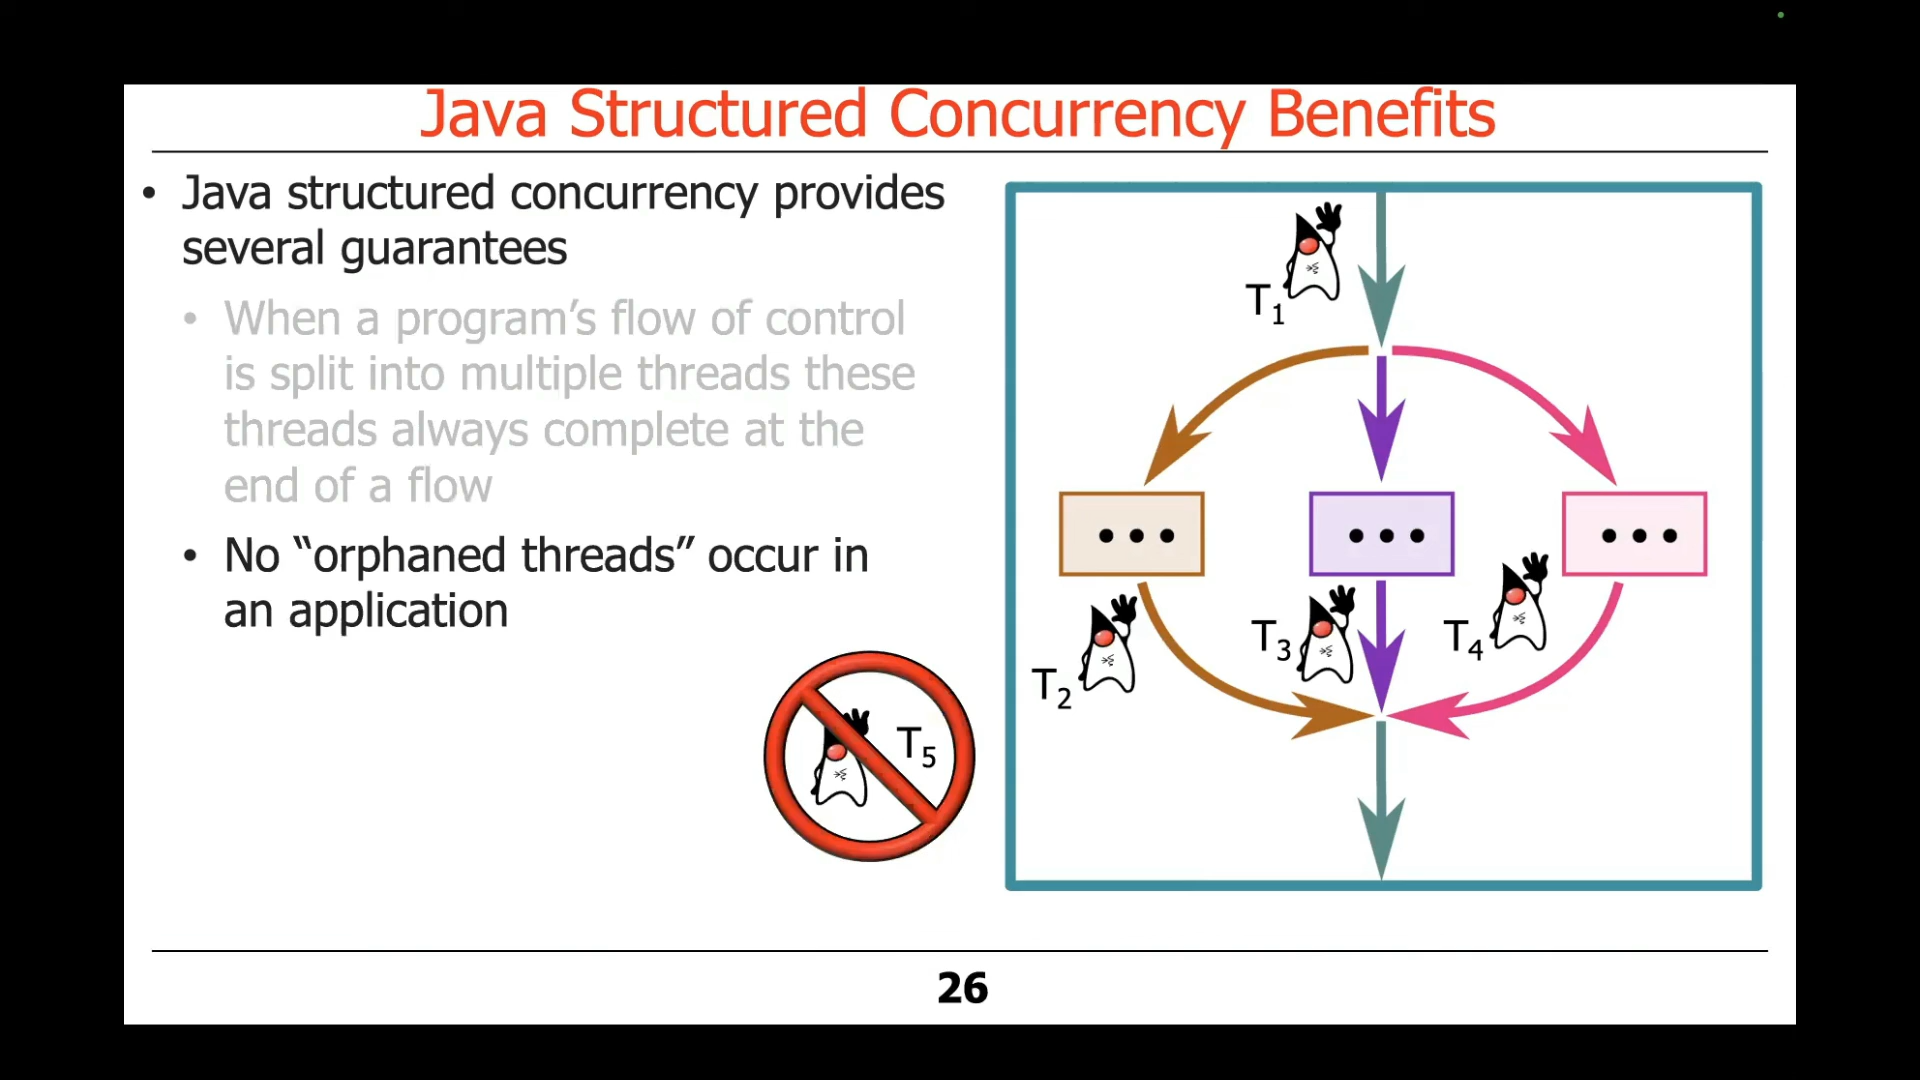 Java Structured Concurrency Benefits
• Java structured concurrency provides
several guarantees
• When a program’s flow of control
is split into multiple threads these
threads always complete at the
end of a flow
• No “orphaned threads” occur in
an application
T5
T1
T2
T3
T4
26